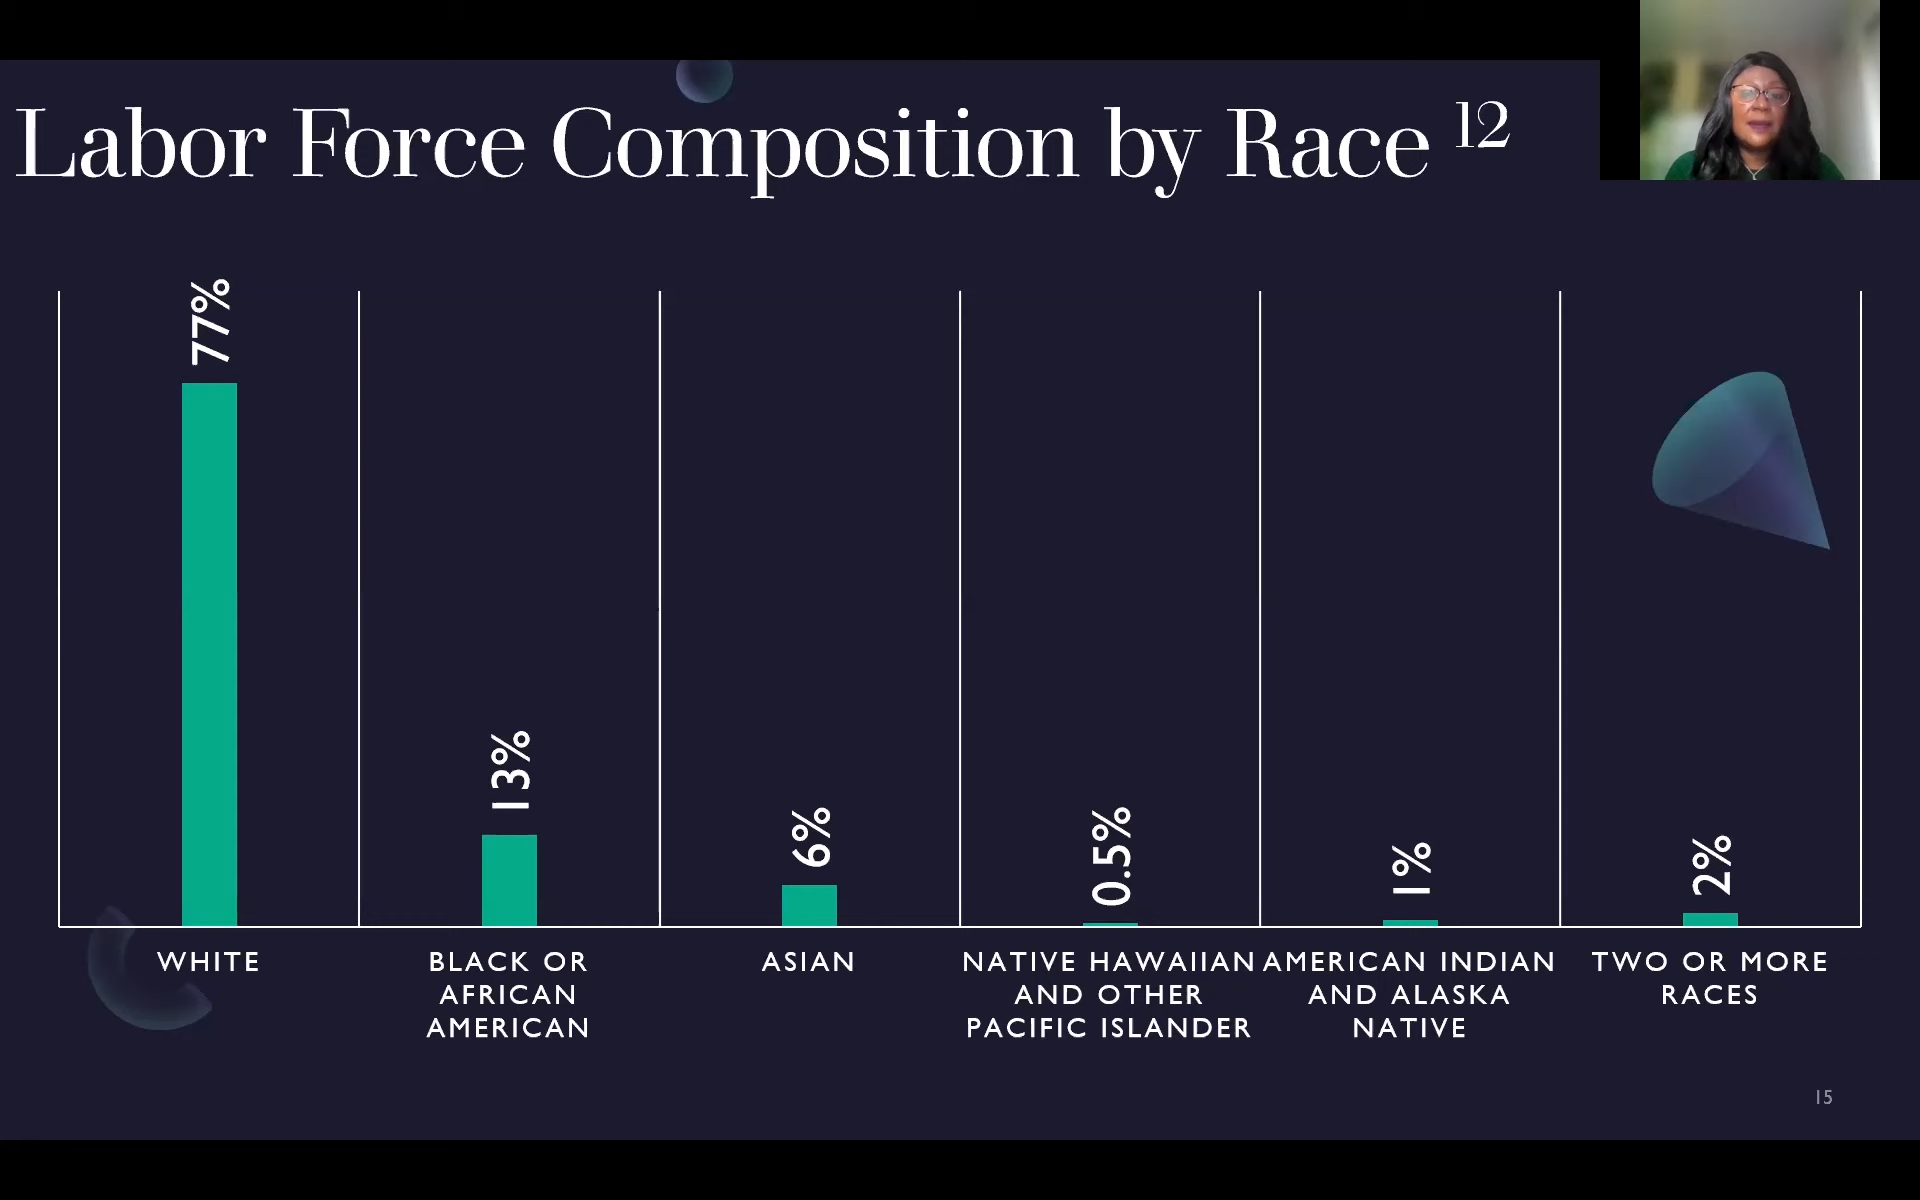 Labor Force Composition by Race 12
77%
13%
6%
0.5%
1%
2%
WHITE
BLACK OR
AFRICAN
AMERICAN
ASIAN
NATIVE HAWAIIAN
AND OTHER
PACIFIC ISLANDER
AMERICAN INDIAN
AND ALASKA
NATIVE
TWO OR MORE
RACES
15